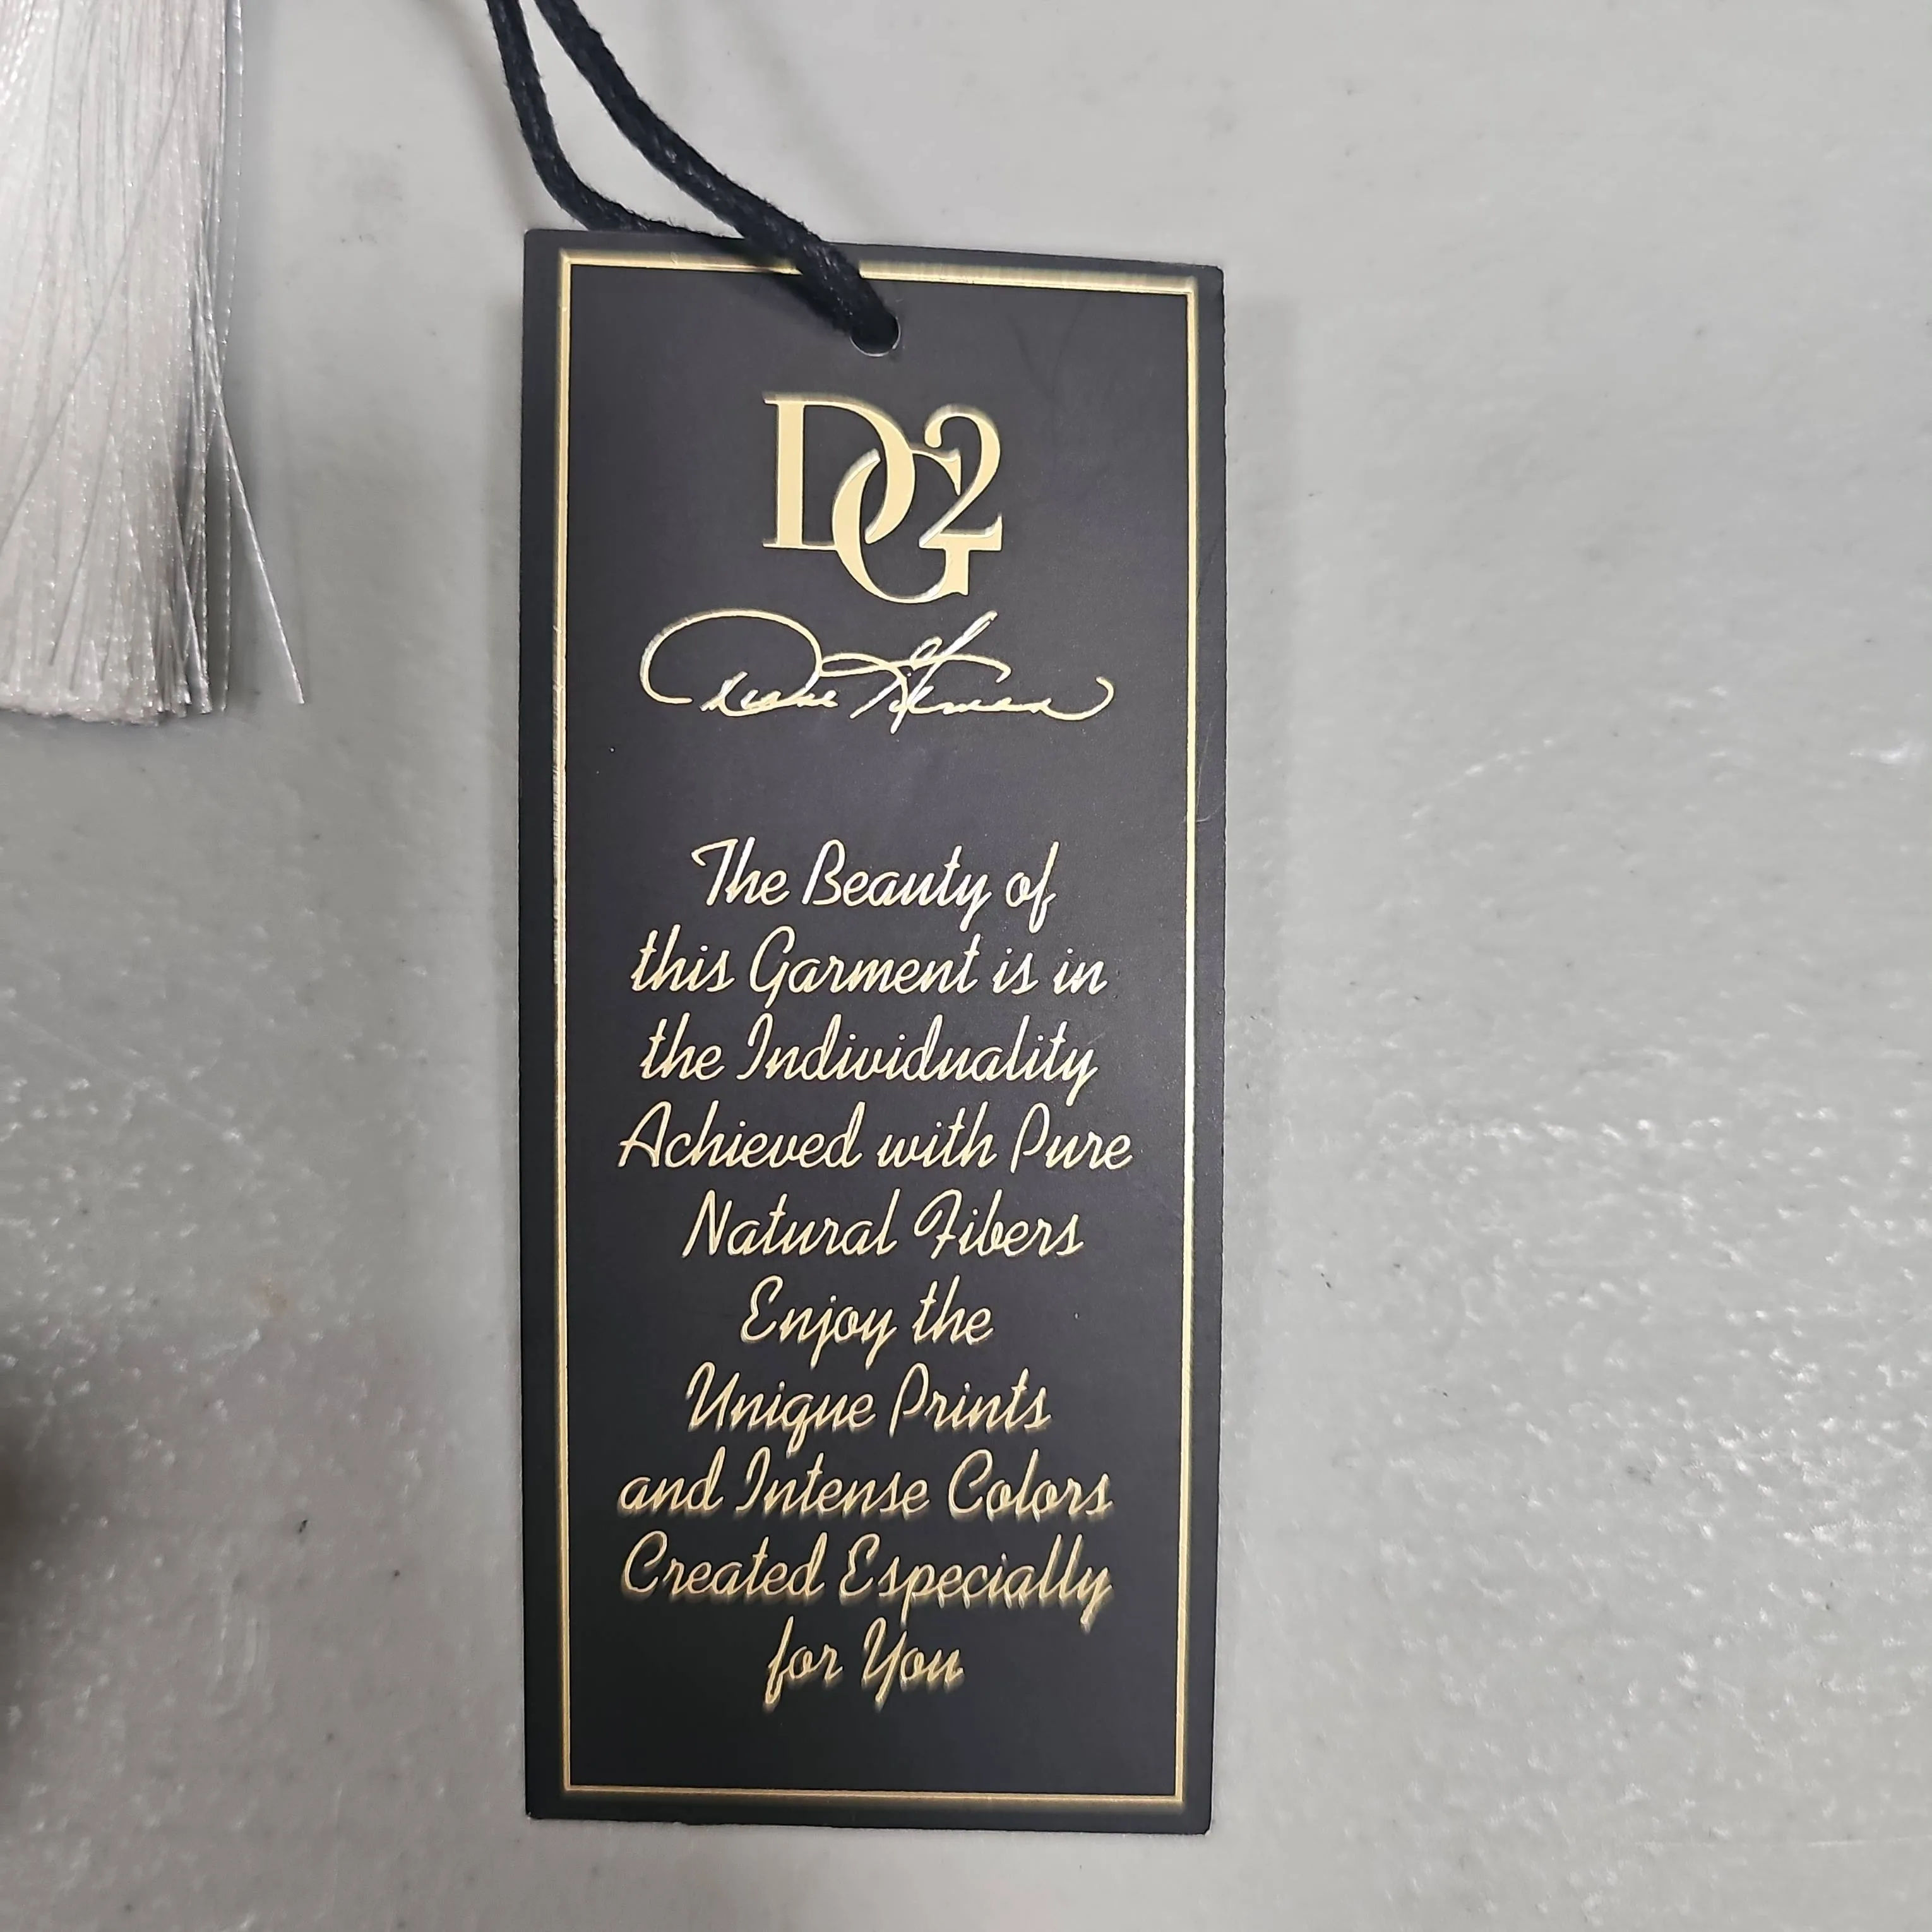 DG2
The Beauty of
this Garment is in
the Individuality
Achieved with Pure
Natural Fibers
Enjoy the
Unique Prints
and Intense Colors
Created Especially
for You